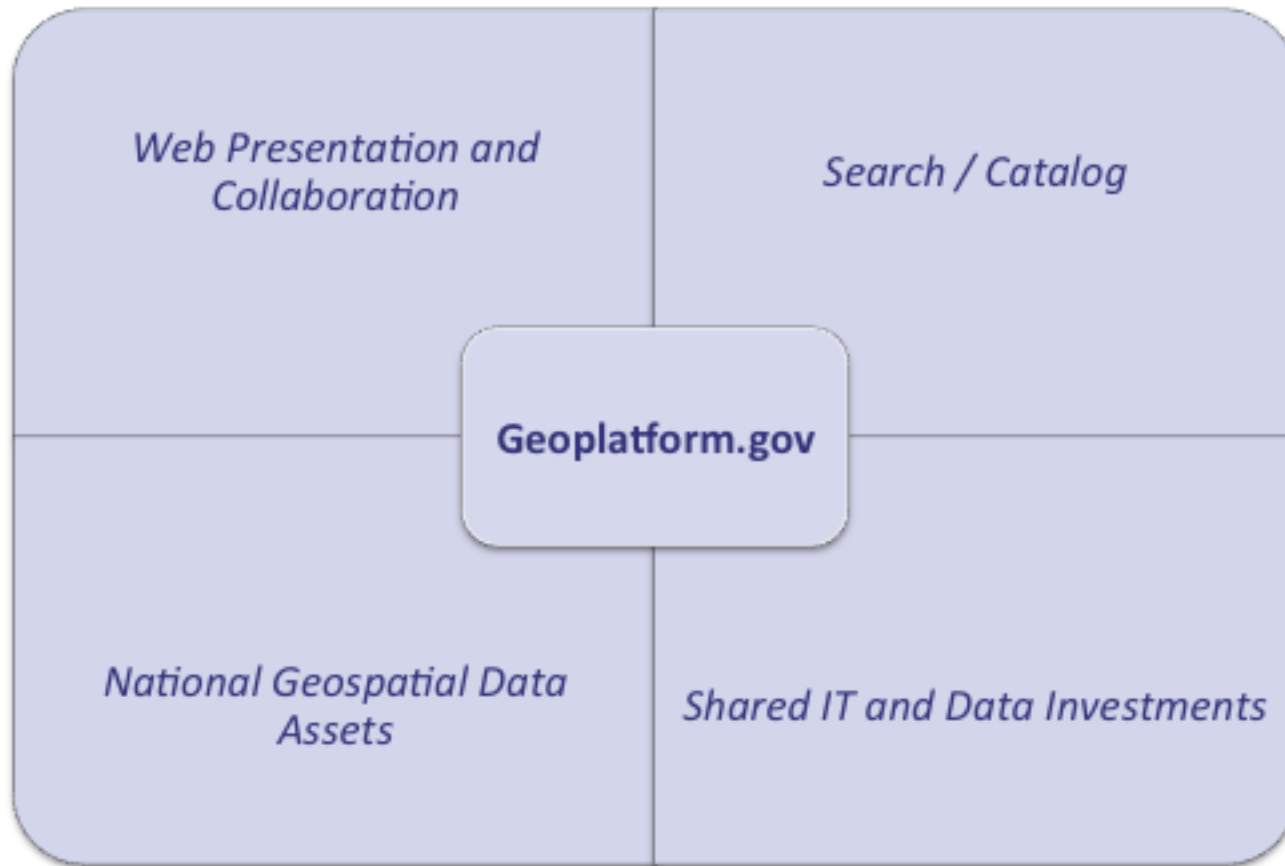 Web Presentation and
Collaboration
Search / Catalog
Geoplatform.gov
National Geospatial Data
Assets
Shared IT and Data Investments